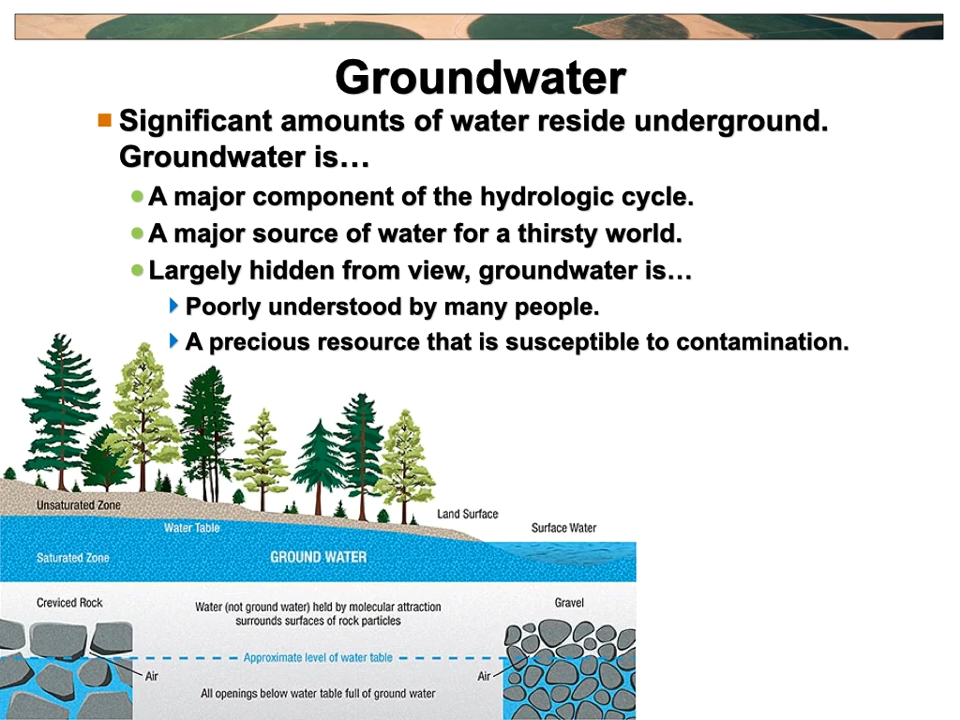 Groundwater
Significant amounts of water reside underground.
Groundwater is…
A major component of the hydrologic cycle.
A major source of water for a thirsty world.
Largely hidden from view, groundwater is…
Poorly understood by many people.
A precious resource that is susceptible to contamination.
Unsaturated Zone
Land Surface
Water Table
Surface Water
Saturated Zone
GROUND WATER
Creviced Rock
Water (not ground water) held by molecular attraction
surrounds surfaces of rock particles
Gravel
Approximate level of water table
Air
Air
All openings below water table full of ground water